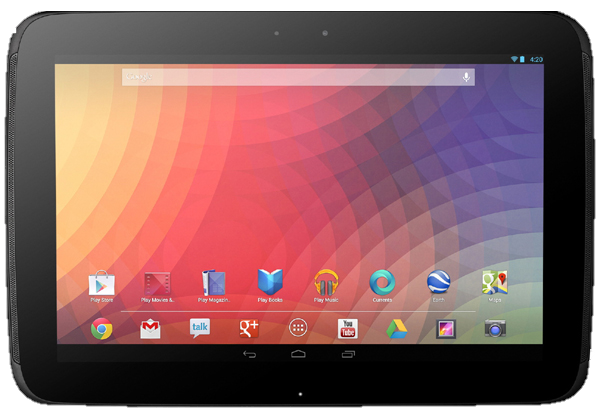 4:20
Google
Play Store
Play Movies &
Play Magazin..
Play Books
Play Music
Currents
Earth
Maps
talk
g+
You
Tube